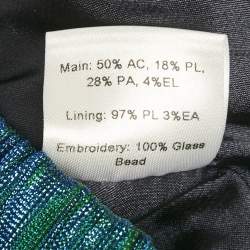 Main: 50% AC, 18% PL,
28% PA, 4%EL
Lining: 97% PL 3%EA
Embroidery: 100% Glass
Bead